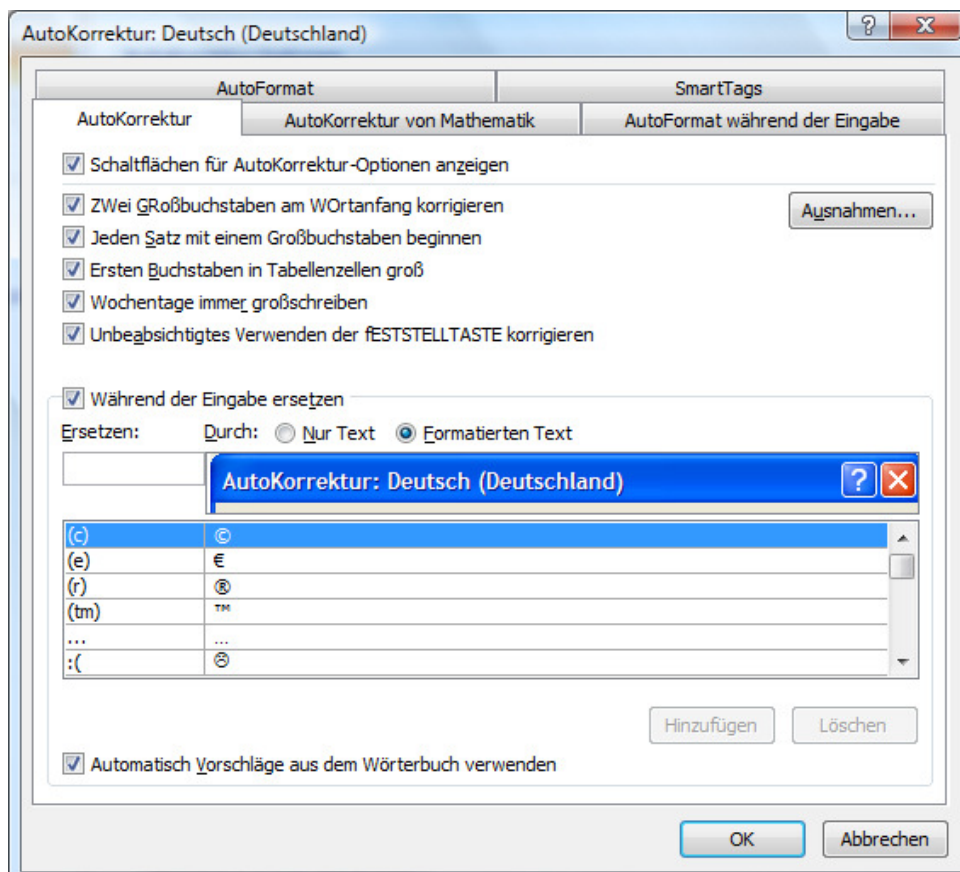 AutoKorrektur: Deutsch (Deutschland)
AutoFormat SmartTags
AutoKorrektur AutoKorrektur von Mathematik AutoFormat während der Eingabe
Schaltflächen für AutoKorrektur-Optionen anzeigen
ZWei GRoßbuchstaben am WOrtanfang korrigieren Ausnahmen...
Jeden Satz mit einem Großbuchstaben beginnen
Ersten Buchstaben in Tabellenzellen groß
Wochentage immer großschreiben
Unbeabsichtigtes Verwenden der fESTSTELLTASTE korrigieren
Während der Eingabe ersetzen
Ersetzen: Durch: Nur Text Formatierten Text
AutoKorrektur: Deutsch (Deutschland) ?
(c) ©
(e) €
(r) ®
(tm) ™
... …
:( ☹
Hinzufügen Löschen
Automatisch Vorschläge aus dem Wörterbuch verwenden
OK Abbrechen